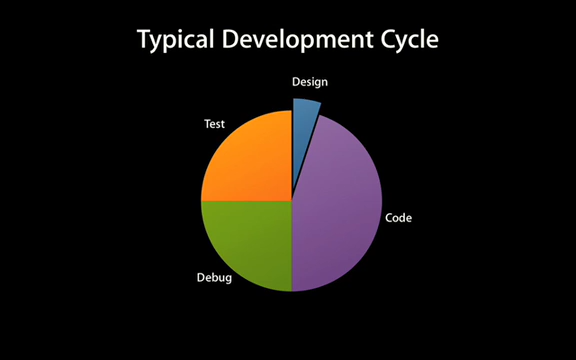 Typical Development Cycle
Design
Test
Code
Debug